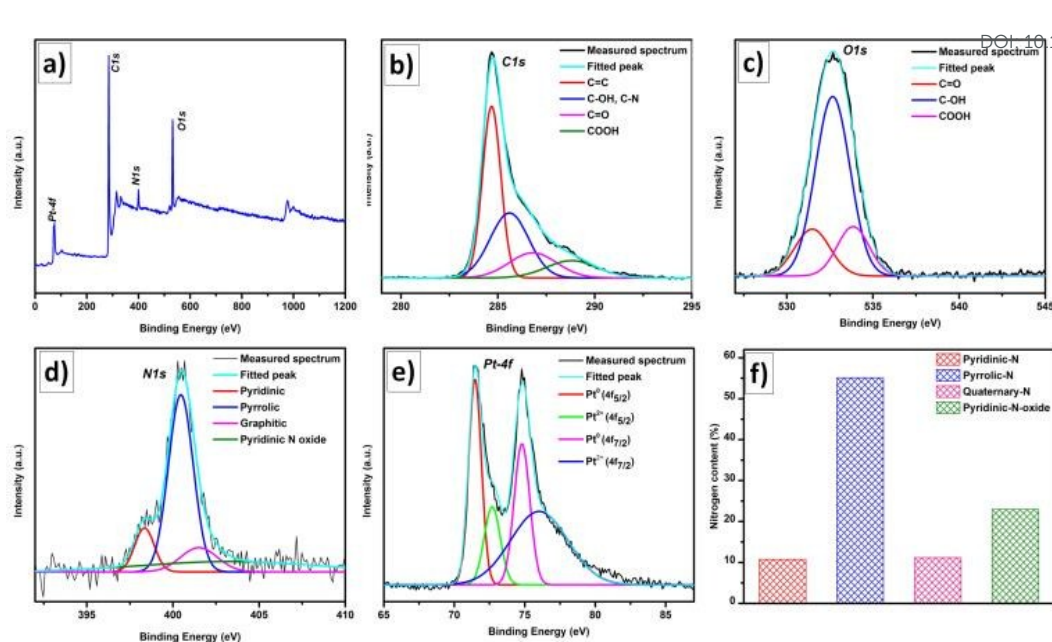 DOI: 10.1
a)
C1s
O1s
N1s
Pt-4f
Intensity (a.u.)
0 200 400 600 800 1000 1200
Binding Energy (eV)
b)
C1s
Measured spectrum
Fitted peak
C=C
C-OH, C-N
C=O
COOH
Intensity (a.u.)
280 285 290 295
Binding Energy (eV)
c)
O1s
Measured spectrum
Fitted peak
C=O
C-OH
COOH
Intensity (a.u.)
530 535 540 545
Binding Energy (eV)
d)
N1s
Measured spectrum
Fitted peak
Pyridinic
Pyrrolic
Graphitic
Pyridinic N oxide
Intensity (a.u.)
395 400 405 410
Binding Energy (eV)
e)
Pt-4f
Measured spectrum
Fitted peak
Pt⁰ (4f₅/₂)
Pt²⁺ (4f₅/₂)
Pt⁰ (4f₇/₂)
Pt²⁺ (4f₇/₂)
Intensity (a.u.)
65 70 75 80 85
Binding Energy (eV)
f)
Pyridinic-N
Pyrrolic-N
Quaternary-N
Pyridinic-N-oxide
Nitrogen content (%)
60
50
40
30
20
10
0